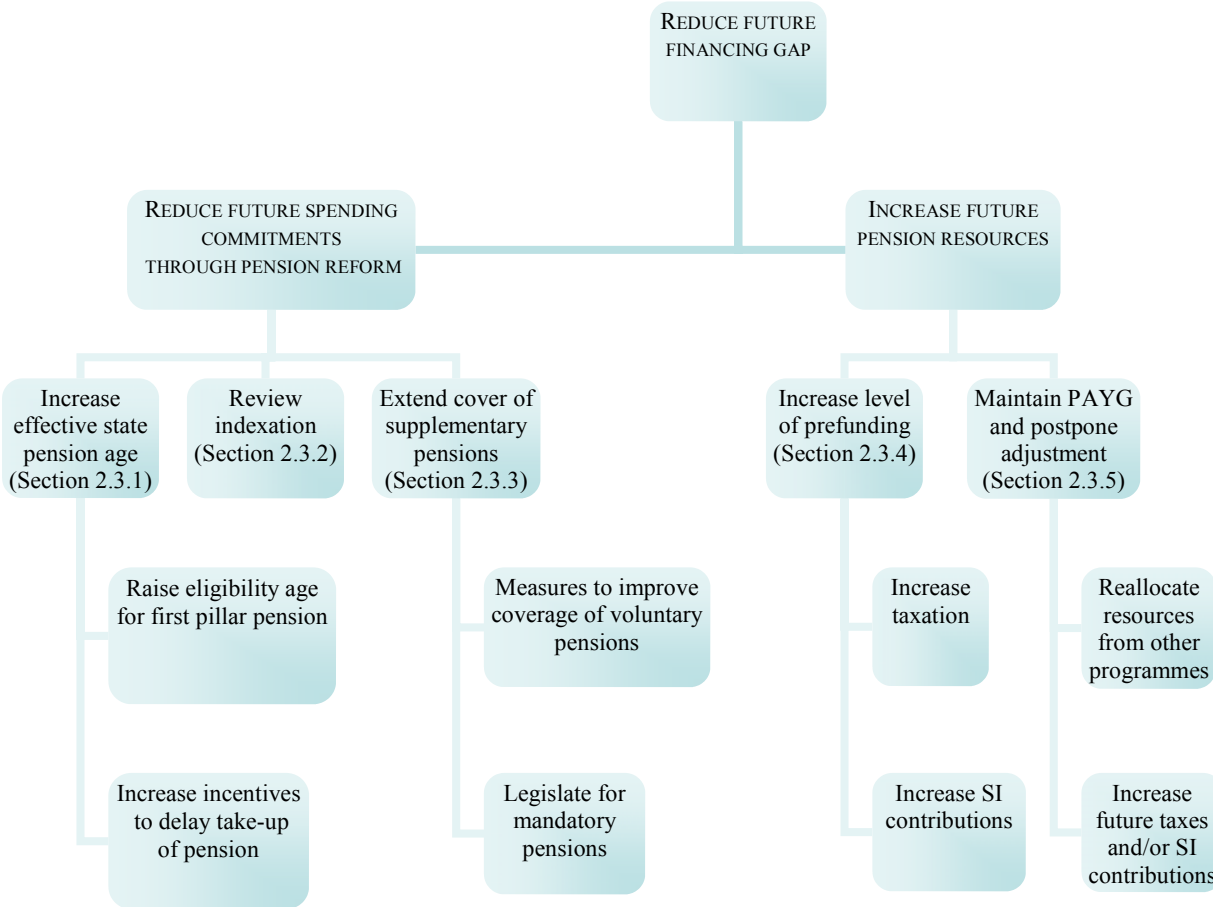 REDUCE FUTURE
FINANCING GAP
REDUCE FUTURE SPENDING
COMMITMENTS
THROUGH PENSION REFORM
INCREASE FUTURE
PENSION RESOURCES
Increase
effective state
pension age
(Section 2.3.1)
Review
indexation
(Section 2.3.2)
Extend cover of
supplementary
pensions
(Section 2.3.3)
Increase level
of prefunding
(Section 2.3.4)
Maintain PAYG
and postpone
adjustment
(Section 2.3.5)
Raise eligibility age
for first pillar pension
Measures to improve
coverage of voluntary
pensions
Increase
taxation
Reallocate
resources
from other
programmes
Increase incentives
to delay take-up
of pension
Legislate for
mandatory
pensions
Increase SI
contributions
Increase
future taxes
and/or SI
contributions